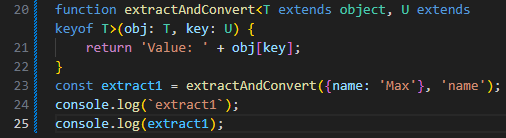 20 function extractAndConvert<T extends object, U extends
keyof T>(obj: T, key: U) {
21 return 'Value: ' + obj[key];
22 }
23 const extract1 = extractAndConvert({name: 'Max'}, 'name');
24 console.log(`extract1`);
25 console.log(extract1);